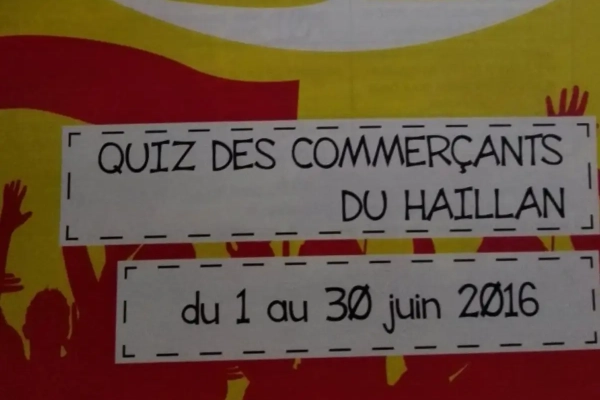 QUIZ DES COMMERÇANTS
DU HAILLAN
du 1 au 30 juin 2016